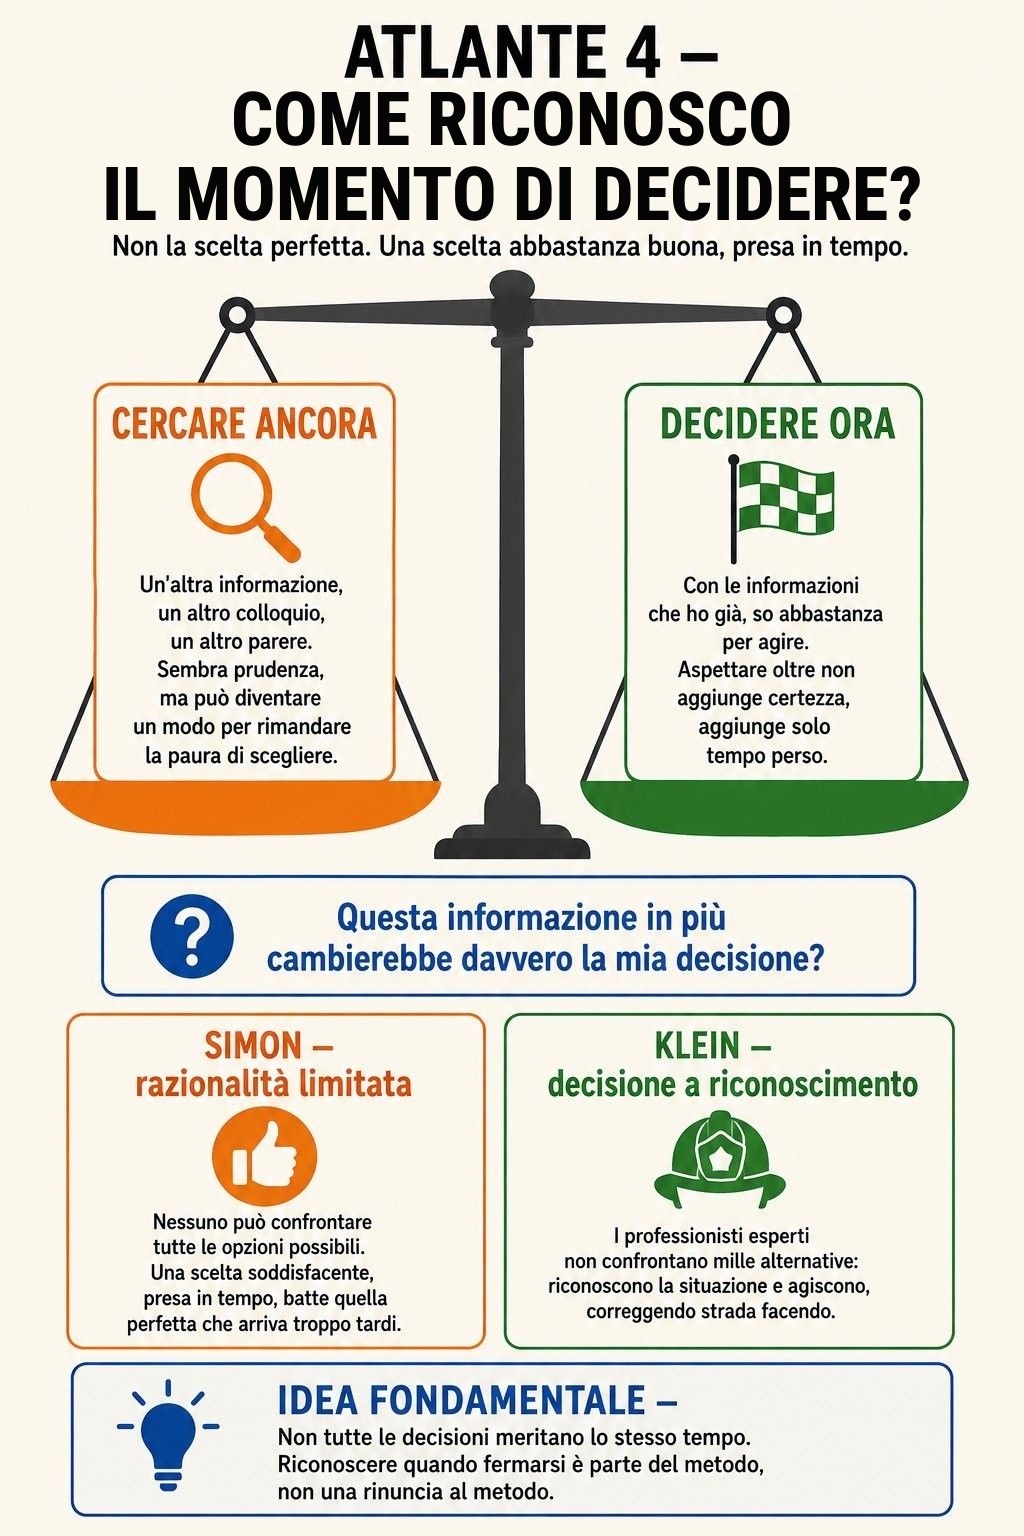 ATLANTE 4 –
COME RICONOSCO
IL MOMENTO DI DECIDERE?
Non la scelta perfetta. Una scelta abbastanza buona, presa in tempo.
CERCARE ANCORA
Un'altra informazione,
un altro colloquio,
un altro parere.
Sembra prudenza,
ma può diventare
un modo per rimandare
la paura di scegliere.
DECIDERE ORA
Con le informazioni
che ho già, so abbastanza
per agire.
Aspettare oltre non
aggiunge certezza,
aggiunge solo
tempo perso.
?
Questa informazione in più
cambierebbe davvero la mia decisione?
SIMON –
razionalità limitata
Nessuno può confrontare
tutte le opzioni possibili.
Una scelta soddisfacente,
presa in tempo, batte quella
perfetta che arriva troppo tardi.
KLEIN –
decisione a riconoscimento
I professionisti esperti
non confrontano mille alternative:
riconoscono la situazione e agiscono,
correggendo strada facendo.
IDEA FONDAMENTALE –
Non tutte le decisioni meritano lo stesso tempo.
Riconoscere quando fermarsi è parte del metodo,
non una rinuncia al metodo.